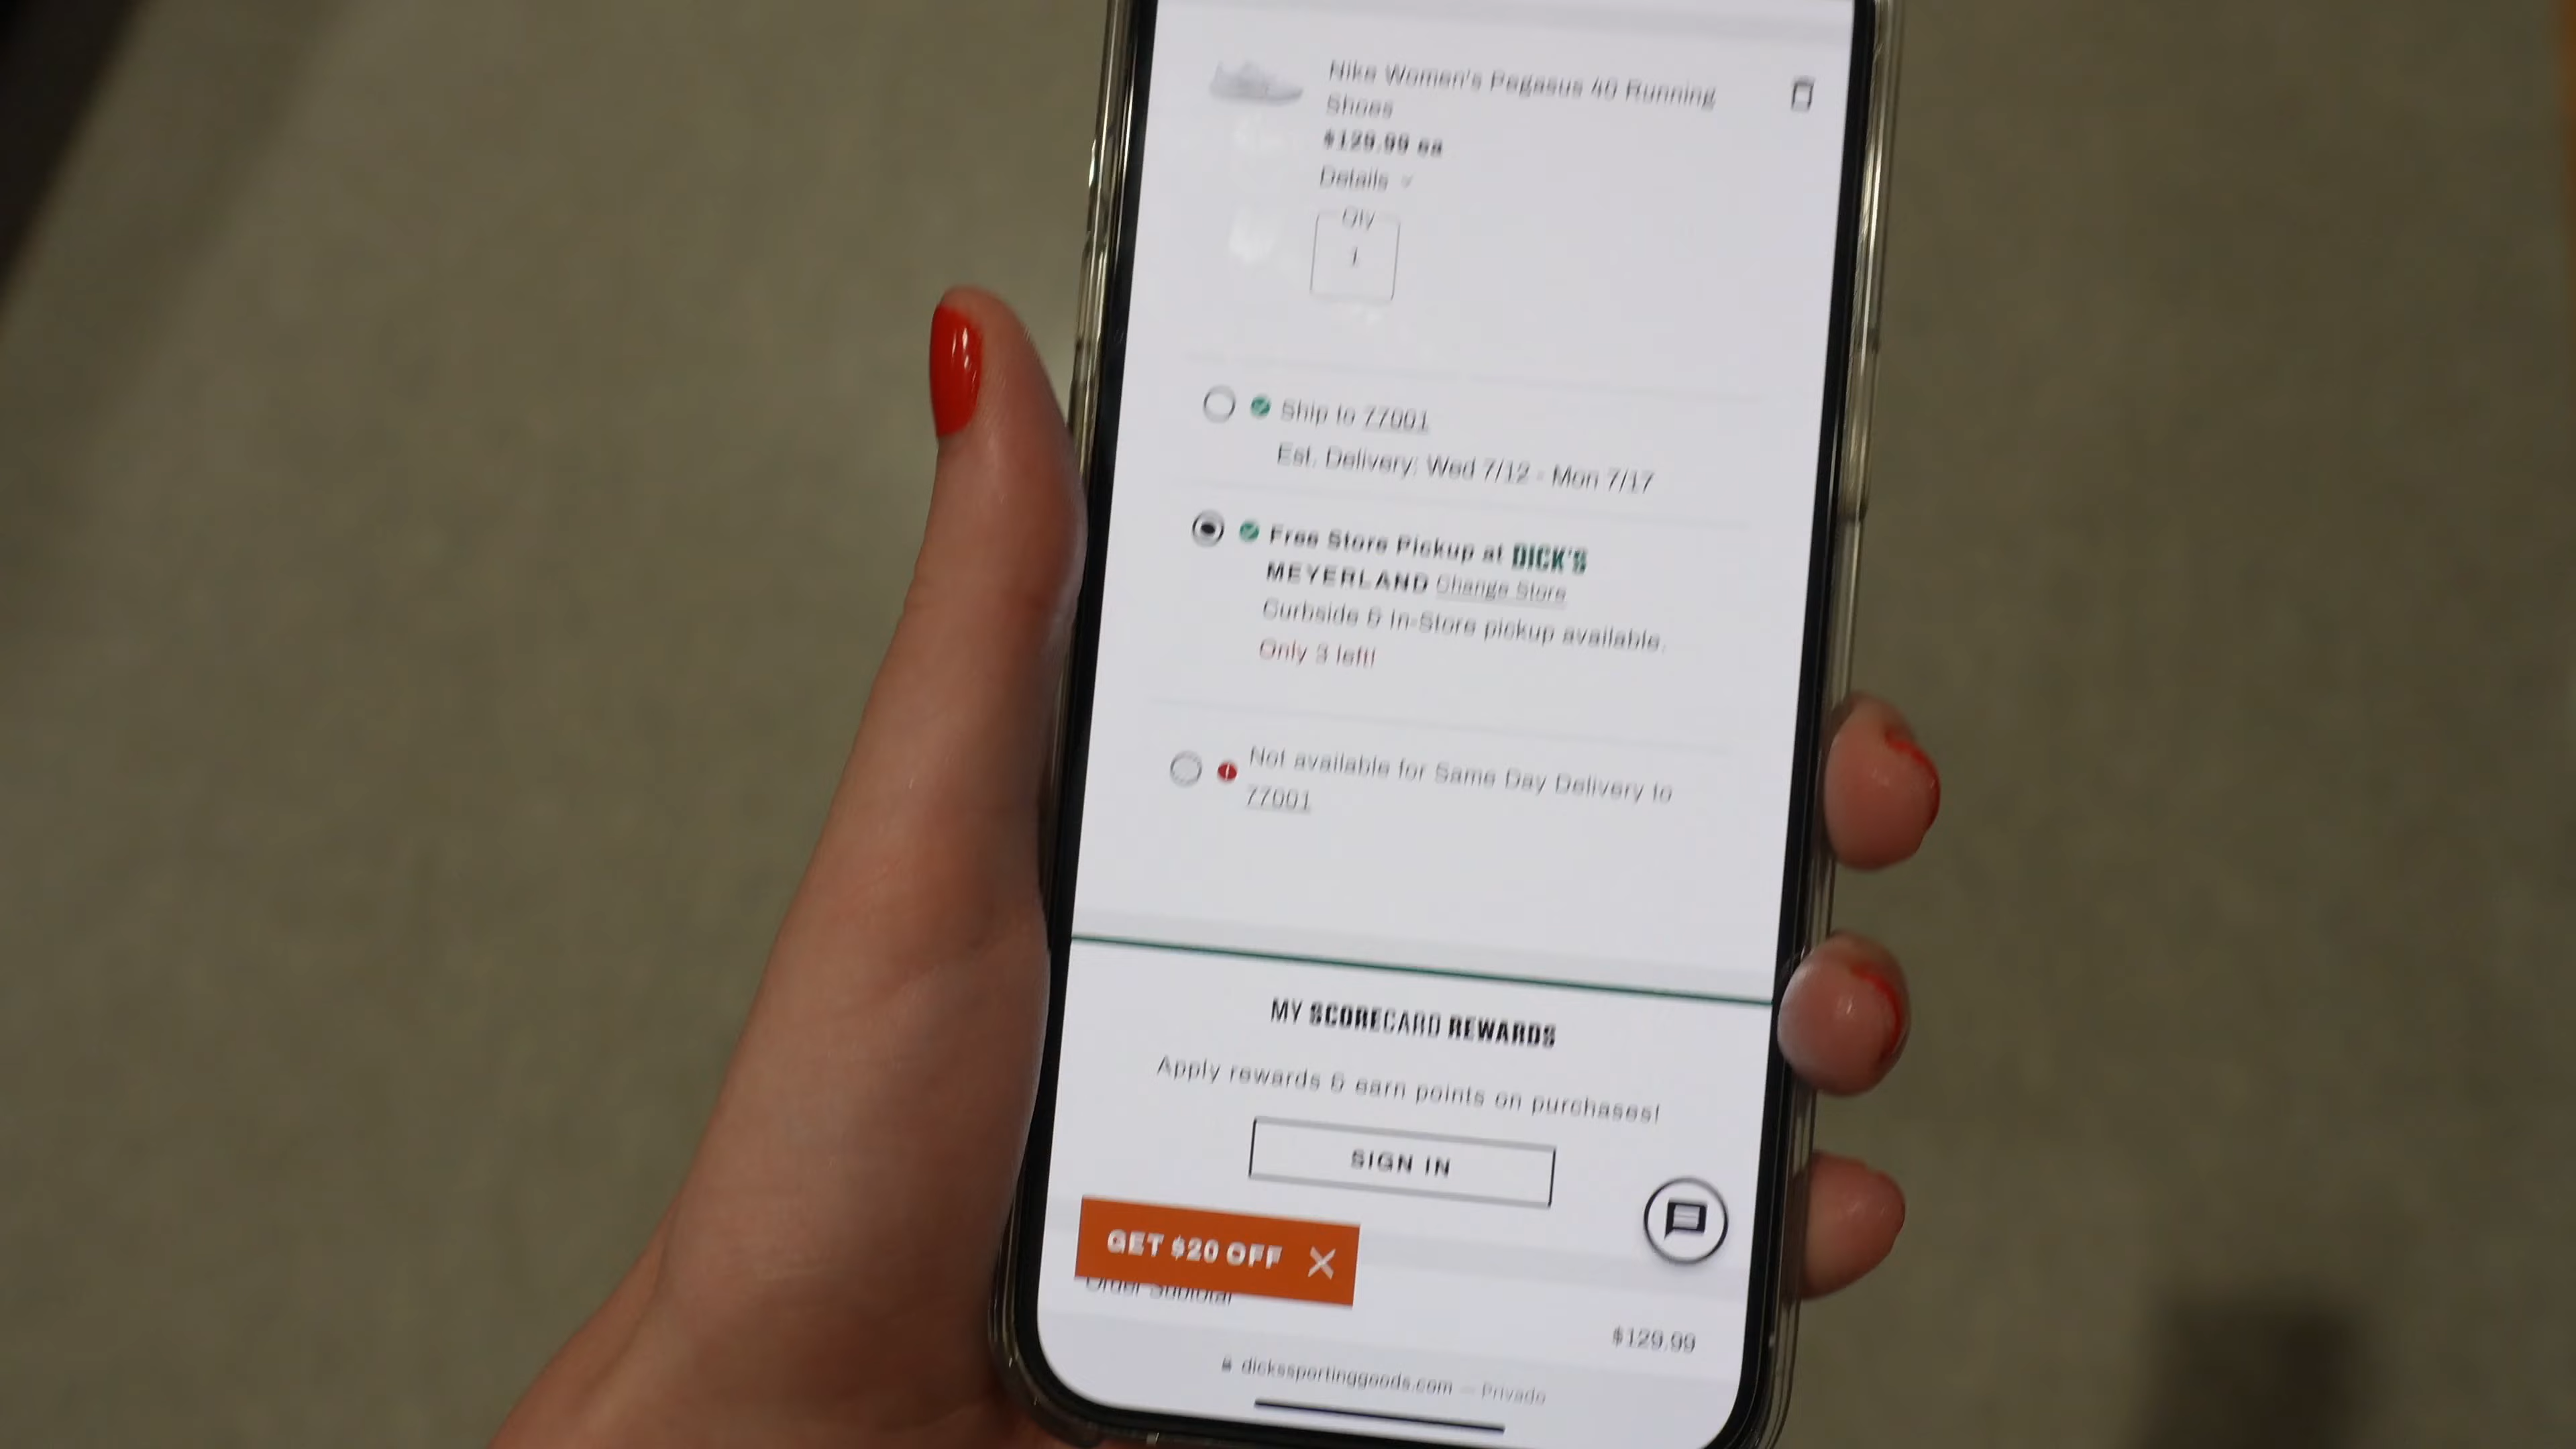 Nike Women's Pegasus 40 Running
Shoes
$129.99 ea
Details
Qty
1
Ship to 77001
Est. Delivery: Wed 7/12 - Mon 7/17
Free Store Pickup at DICK'S
MEYERLAND Change Store
Curbside & In-Store pickup available.
Only 3 left!
Not available for Same Day Delivery to
77001
MY SCORECARD REWARDS
Apply rewards & earn points on purchases!
SIGN IN
GET $20 OFF
Order Subtotal
$129.99
dickssportinggoods.com — Privado